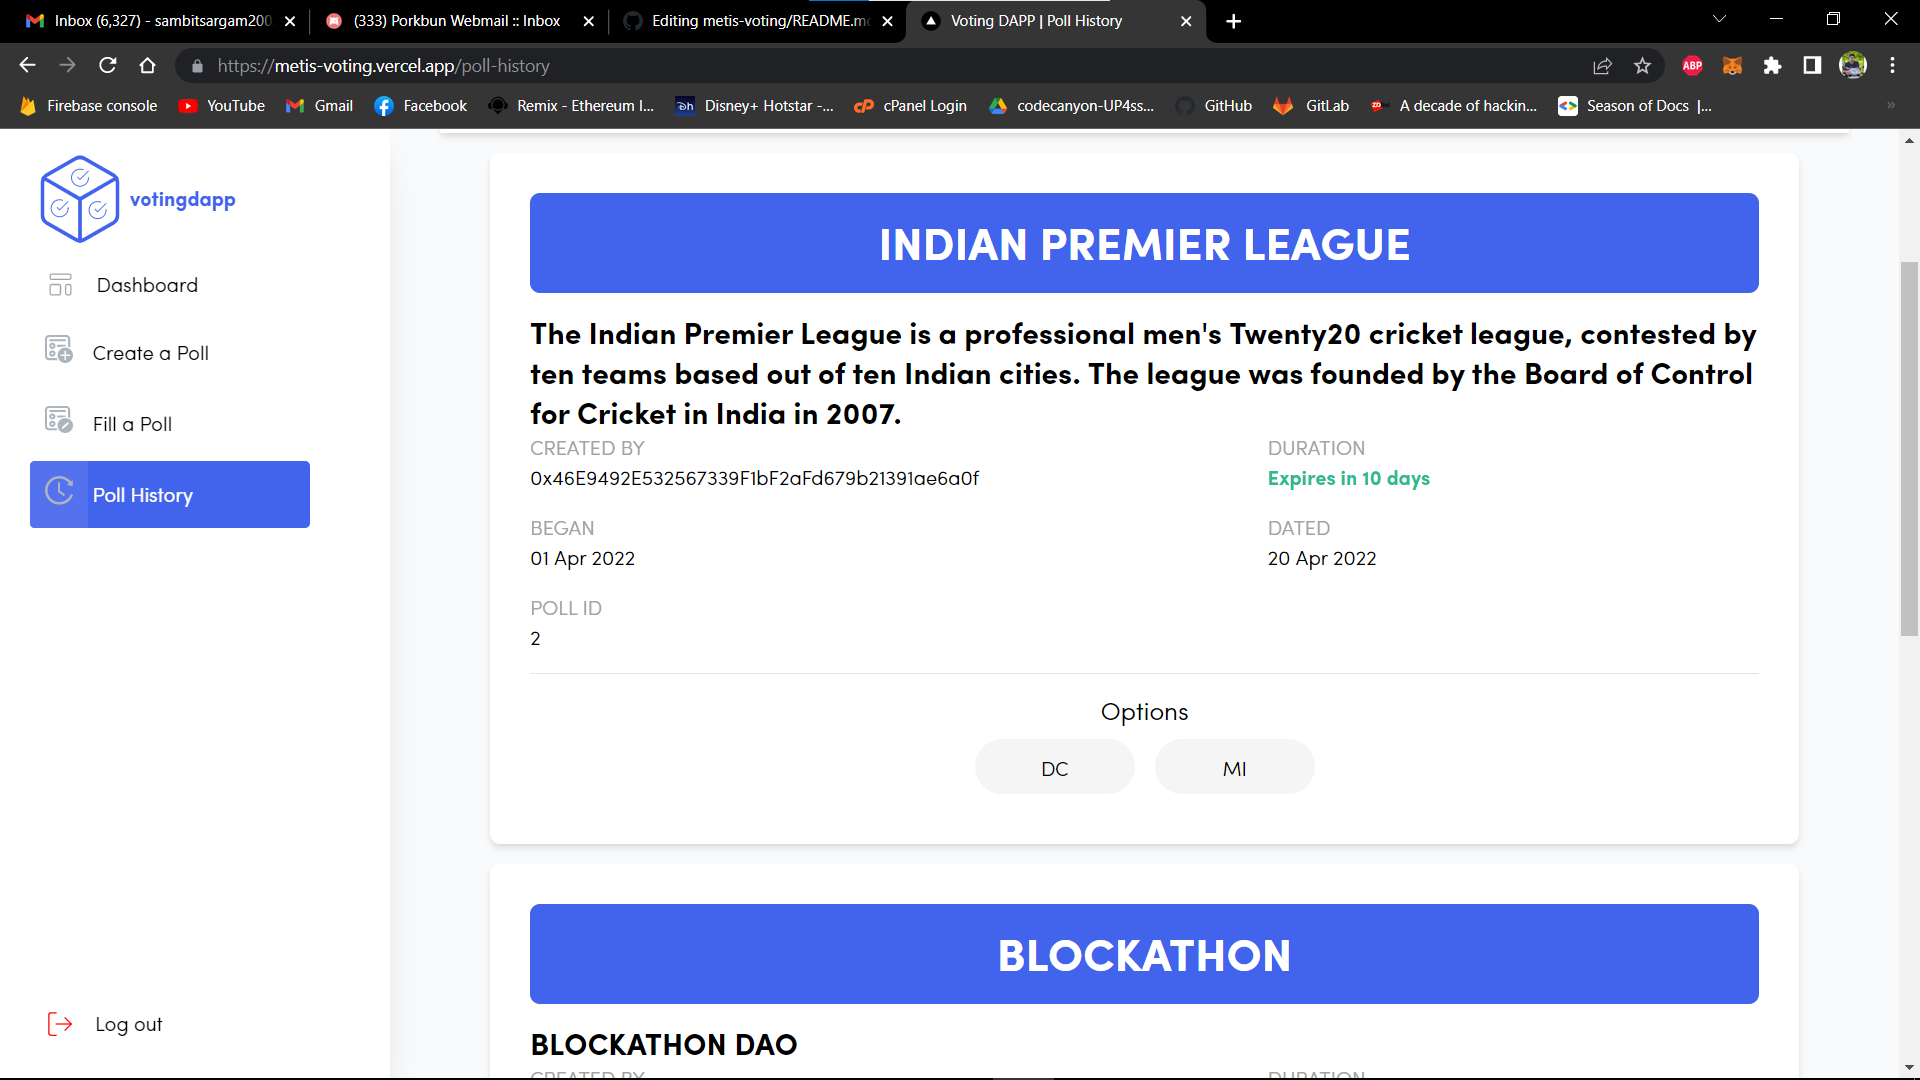 Inbox (6,327) - sambitsargam200
(333) Porkbun Webmail :: Inbox
Editing metis-voting/README.m
Voting DAPP | Poll History
https://metis-voting.vercel.app/poll-history
ABP
Firebase console
YouTube
Gmail
Facebook
Remix - Ethereum I...
Disney+ Hotstar -...
cPanel Login
codecanyon-UP4ss...
GitHub
GitLab
A decade of hackin...
Season of Docs |...
votingdapp
Dashboard
Create a Poll
Fill a Poll
Poll History
Log out
INDIAN PREMIER LEAGUE
The Indian Premier League is a professional men's Twenty20 cricket league, contested by
ten teams based out of ten Indian cities. The league was founded by the Board of Control
for Cricket in India in 2007.
CREATED BY
0x46E9492E532567339F1bF2aFd679b21391ae6a0f
DURATION
Expires in 10 days
BEGAN
01 Apr 2022
DATED
20 Apr 2022
POLL ID
2
Options
DC
MI
BLOCKATHON
BLOCKATHON DAO
CREATED BY
DURATION